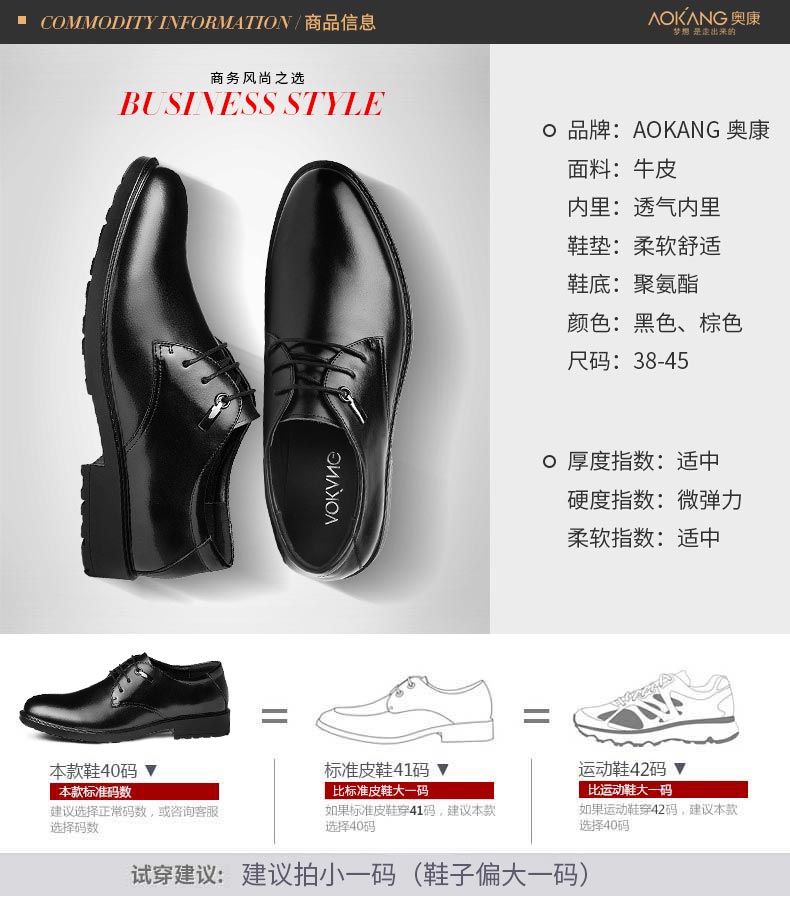 COMMODITY INFORMATION / 商品信息
AOKANG 奥康
梦想 是走出来的
商务风尚之选
BUSINESS STYLE
品牌：AOKANG 奥康
面料：牛皮
内里：透气内里
鞋垫：柔软舒适
鞋底：聚氨酯
颜色：黑色、棕色
尺码：38-45
厚度指数：适中
硬度指数：微弹力
柔软指数：适中
AOKANG
本款鞋40码 ▼
本款标准码数
建议选择正常码数，或咨询客服
选择码数
标准皮鞋41码 ▼
比标准皮鞋大一码
如果标准皮鞋穿41码，建议本款
选择40码
运动鞋42码 ▼
比运动鞋大一码
如果运动鞋穿42码，建议本款
选择40码
试穿建议: 建议拍小一码（鞋子偏大一码）